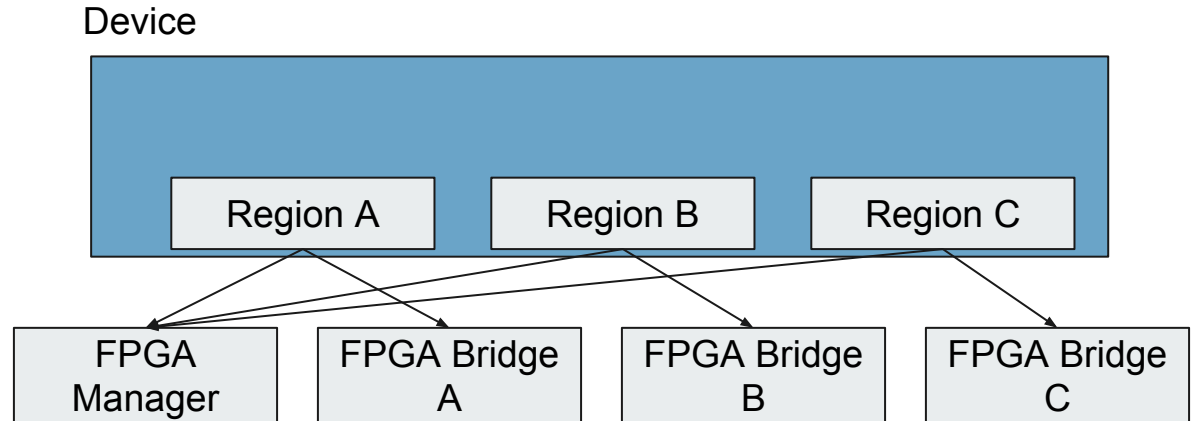 Device
Region A
Region B
Region C
FPGA
Manager
FPGA Bridge
A
FPGA Bridge
B
FPGA Bridge
C